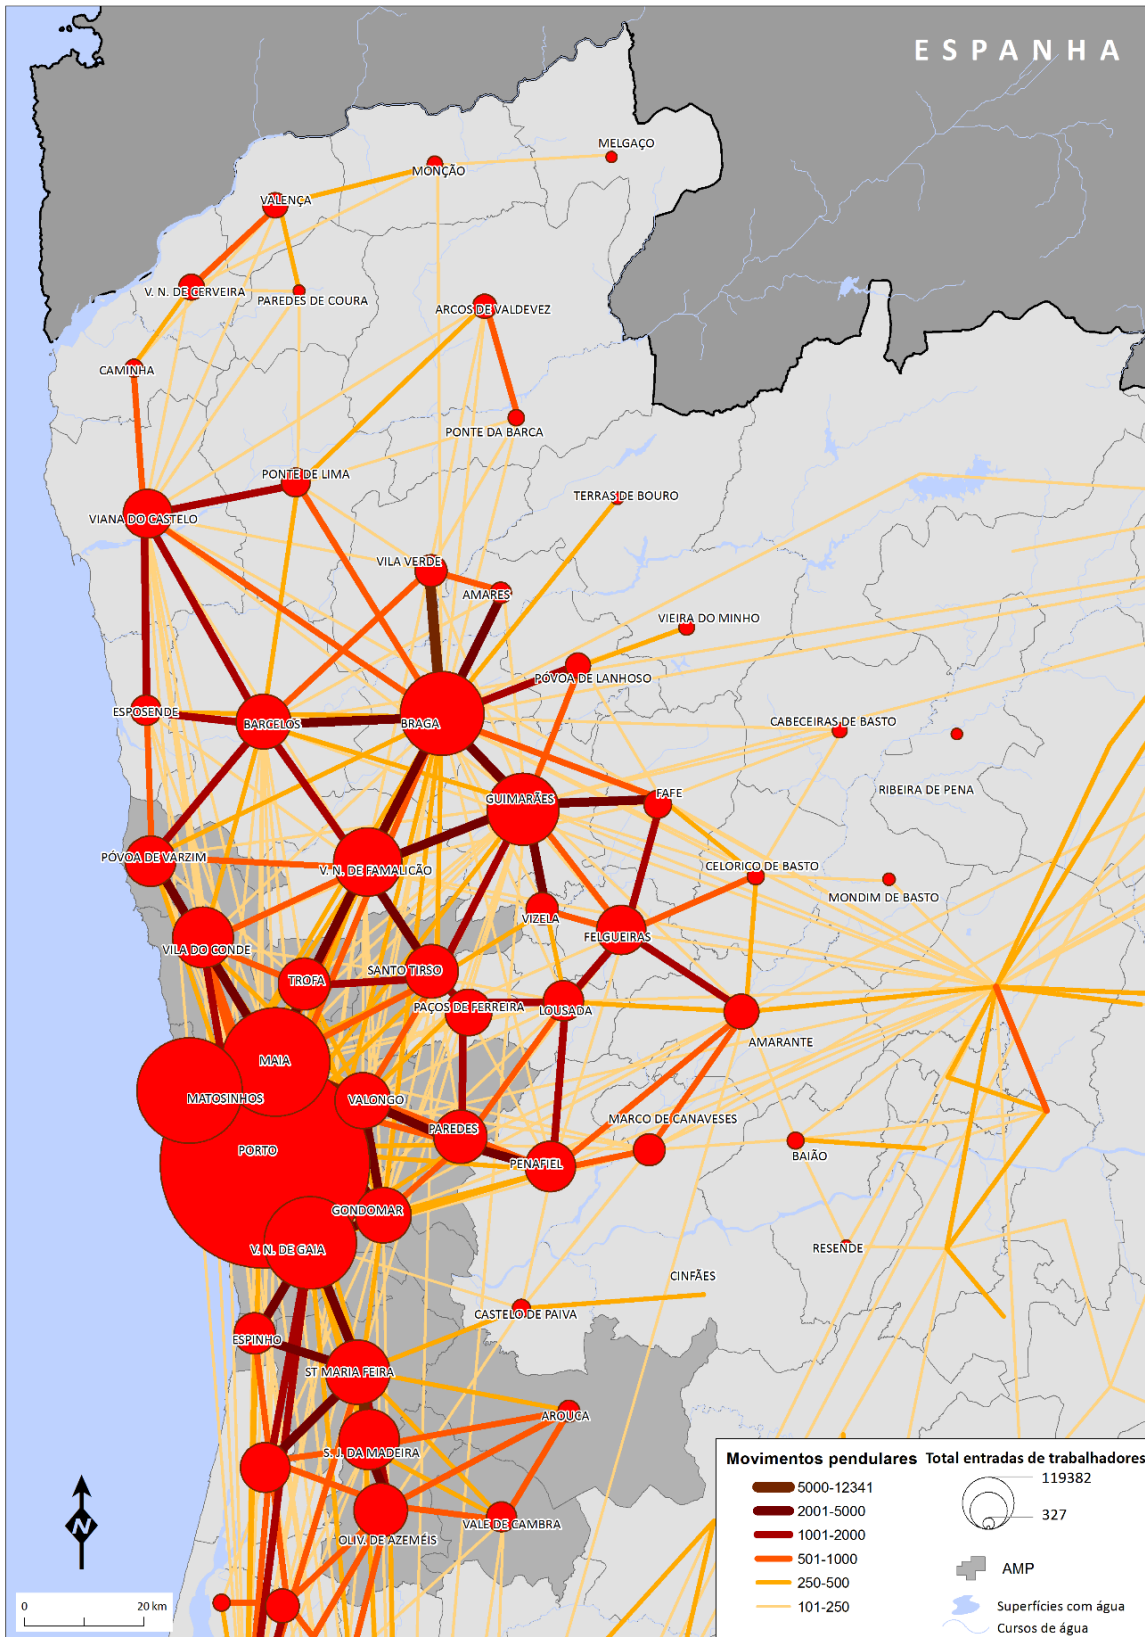 ESPANHA
MELGAÇO
MONÇÃO
VALENÇA
V. N. DE CERVEIRA
PAREDES DE COURA
ARCOS DE VALDEVEZ
CAMINHA
PONTE DA BARCA
PONTE DE LIMA
TERRAS DE BOURO
VIANA DO CASTELO
VILA VERDE
AMARES
VIEIRA DO MINHO
PÓVOA DE LANHOSO
ESPOSENDE
BARCELOS
BRAGA
CABECEIRAS DE BASTO
RIBEIRA DE PENA
GUIMARÃES
FAFE
PÓVOA DE VARZIM
V. N. DE FAMALICÃO
CELORICO DE BASTO
MONDIM DE BASTO
VIZELA
FELGUEIRAS
VILA DO CONDE
SANTO TIRSO
TROFA
PAÇOS DE FERREIRA
LOUSADA
AMARANTE
MAIA
MATOSINHOS
VALONGO
MARCO DE CANAVESES
PAREDES
PORTO
PENAFIEL
BAIÃO
GONDOMAR
V. N. DE GAIA
RESENDE
CINFÃES
CASTELO DE PAIVA
ESPINHO
ST MARIA FEIRA
AROUCA
S. J. DA MADEIRA
VALE DE CAMBRA
OLIV. DE AZEMÉIS
N
0 20 km
Movimentos pendulares
5000-12341
2001-5000
1001-2000
501-1000
250-500
101-250
Total entradas de trabalhadores
119382
327
AMP
Superfícies com água
Cursos de água